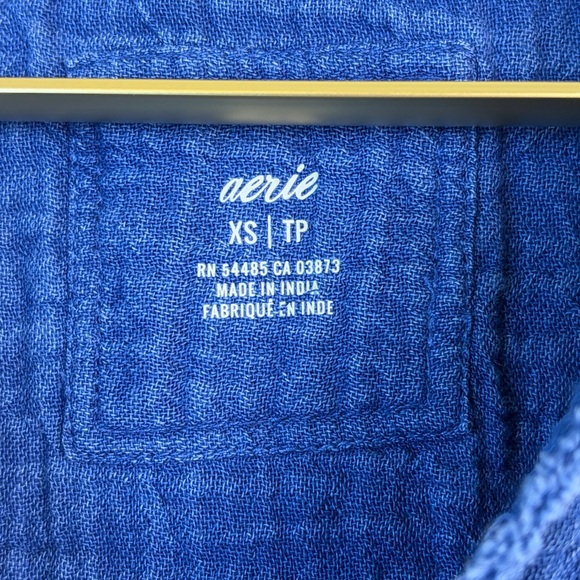 aerie
XS | TP
RN 54485 CA 03873
MADE IN INDIA
FABRIQUÉ EN INDE